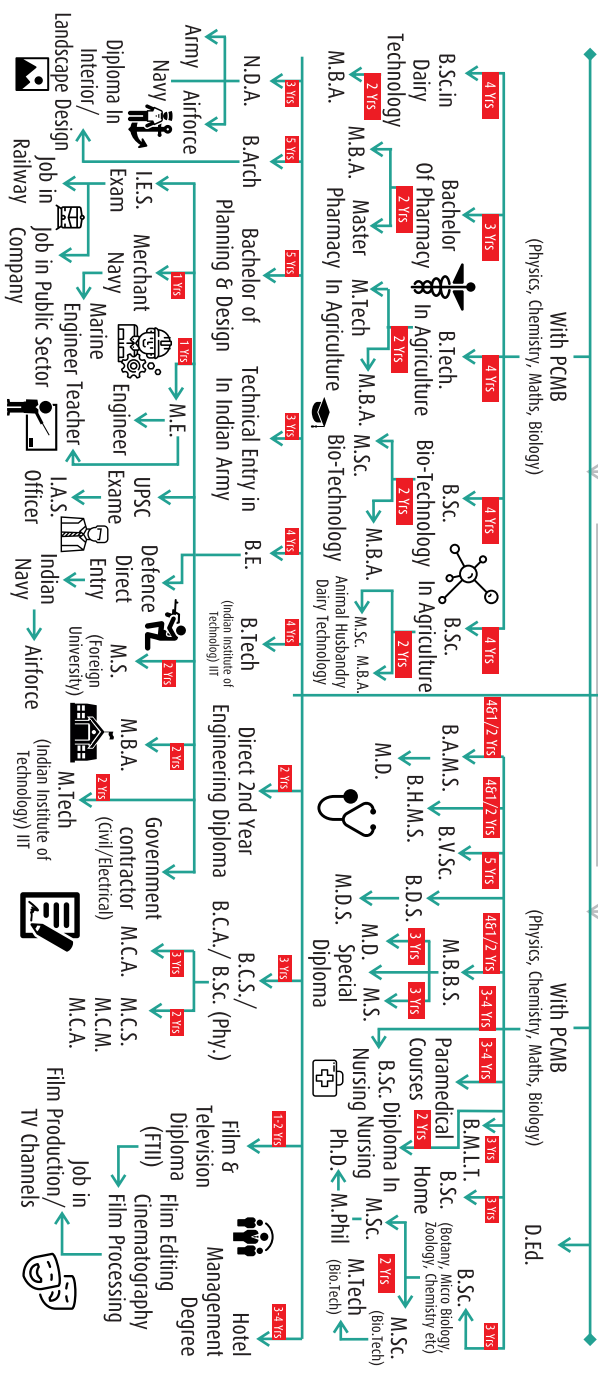 With PCMB
(Physics, Chemistry, Maths, Biology)
4 Yrs
B.Sc.in
Dairy
Technology
2 Yrs
M.B.A.
3 Yrs
Bachelor
Of Pharmacy
2 Yrs
M.B.A.
Master
Pharmacy
4 Yrs
B.Tech.
In Agriculture
2 Yrs
M.Tech
In Agriculture
M.B.A.
4 Yrs
B.Sc.
Bio-Technology
2 Yrs
M.Sc.
Bio-Technology
M.B.A.
4 Yrs
B.Sc.
In Agriculture
2 Yrs
M.Sc.
Animal Husbandry
Dairy Technology
M.B.A.
With PCMB
(Physics, Chemistry, Maths, Biology)
D.Ed.
4&1/2 Yrs
B.A.M.S.
M.D.
4&1/2 Yrs
B.H.M.S.
5 Yrs
B.V.Sc.
B.D.S.
M.D.S.
4&1/2 Yrs
M.B.B.S.
3 Yrs
3 Yrs
M.D.
Special
Diploma
M.S.
3-4 Yrs
B.Sc.
Nursing
3-4 Yrs
Paramedical
Courses
2 Yrs
Diploma In
Nursing
3 Yrs
B.M.L.T.
3 Yrs
B.Sc.
Home
3 Yrs
B.Sc.
(Botany, Micro Biology,
Zoology, Chemistry etc)
2 Yrs
M.Sc.
M.Phil
Ph.D.
M.Sc.
(Bio.Tech)
M.Tech
(Bio.Tech)
3 Yrs
N.D.A.
Army
Navy
Airforce
5 Yrs
B.Arch
Diploma In
Interior/
Landscape Design
5 Yrs
Bachelor of
Planning & Design
3 Yrs
Technical Entry in
In Indian Army
4 Yrs
B.E.
I.E.S.
Exam
Job in
Railway
Job in Public Sector
Company
1 Yrs
Merchant
Navy
Marine
Engineer
1 Yrs
M.E.
Engineer
Teacher
UPSC
Exame
I.A.S.
Officer
Defence
Direct
Entry
Indian
Navy
Airforce
2 Yrs
M.S.
(Foreign
University)
2 Yrs
M.B.A.
2 Yrs
M.Tech
(Indian Institute of
Technology) IIT
Government
contractor
(Civil/Electrical)
4 Yrs
B.Tech
(Indian Institute of
Technolog) IIT
2 Yrs
Direct 2nd Year
Engineering Diploma
3 Yrs
B.C.S./
B.C.A./ B.Sc. (Phy.)
3 Yrs
M.C.A.
2 Yrs
M.C.S.
M.C.M.
M.C.A.
1-2 Yrs
Film &
Television
Diploma
(FTII)
Flim Editing
Cinematography
Film Processing
Job in
Film Production/
TV Channels
3-4 Yrs
Hotel
Management
Degree